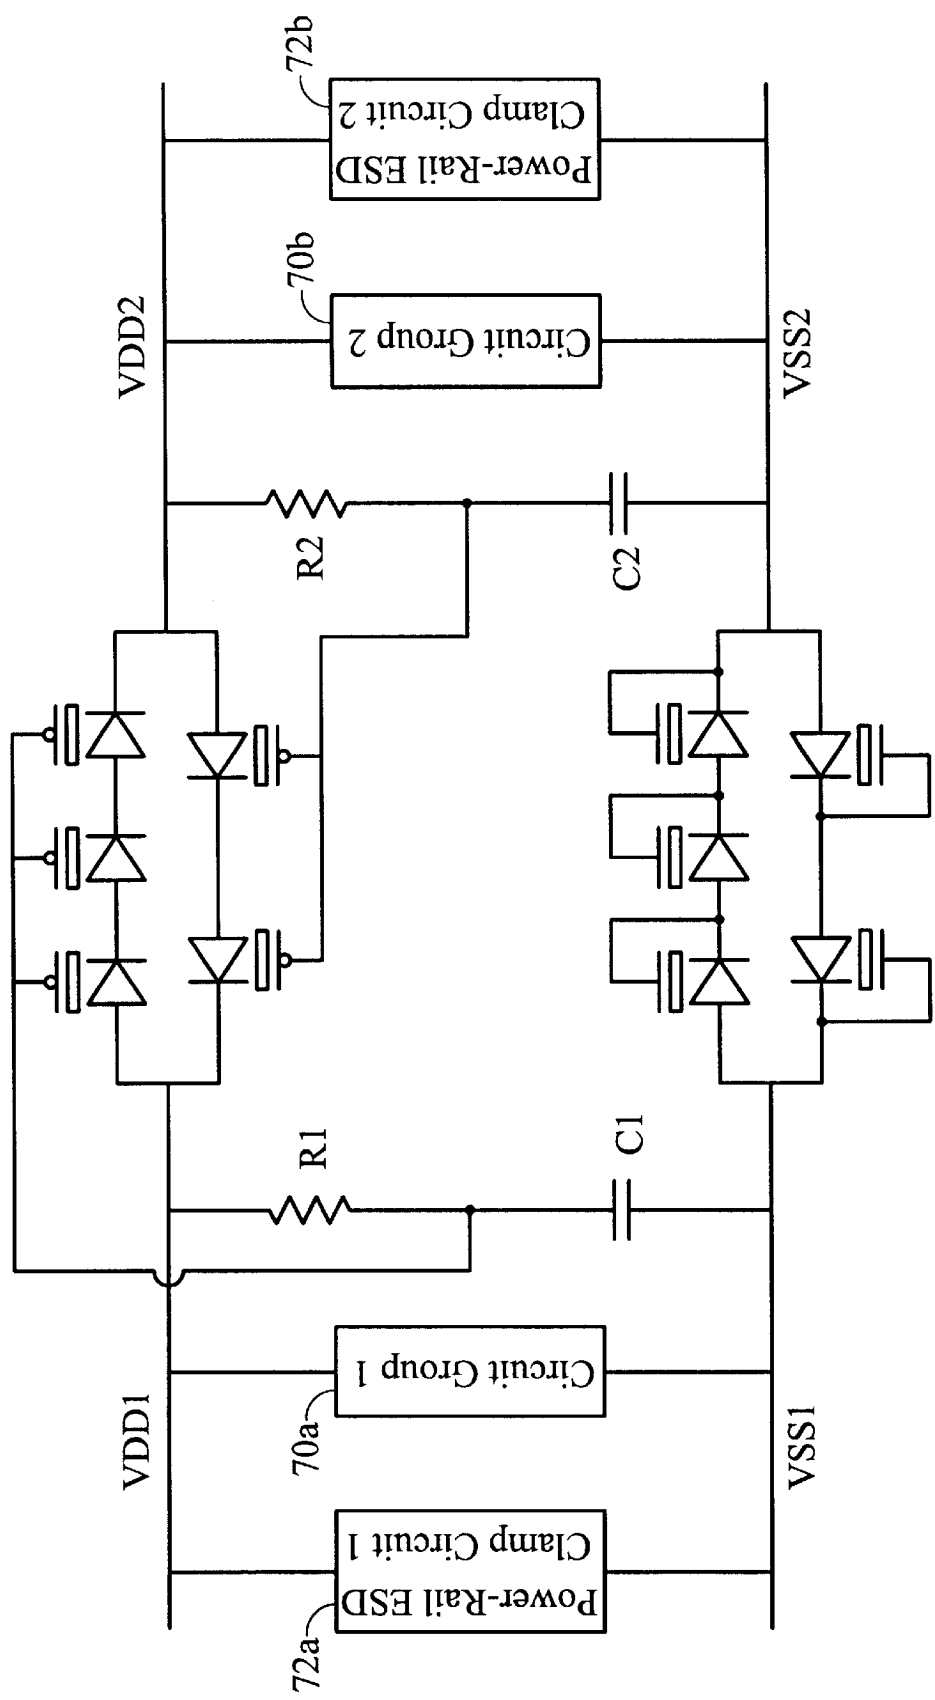 VDD1
VDD2
72a
Power-Rail ESD
Clamp Circuit 1
70a
Circuit Group 1
R1
C1
R2
C2
70b
Circuit Group 2
72b
Power-Rail ESD
Clamp Circuit 2
VSS1
VSS2